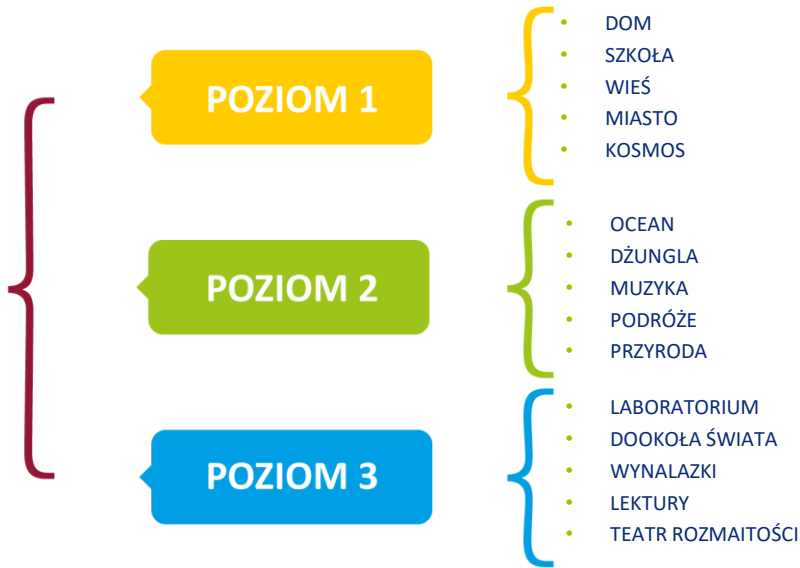 POZIOM 1
• DOM
• SZKOŁA
• WIEŚ
• MIASTO
• KOSMOS
POZIOM 2
• OCEAN
• DŻUNGLA
• MUZYKA
• PODRÓŻE
• PRZYRODA
POZIOM 3
• LABORATORIUM
• DOOKOŁA ŚWIATA
• WYNALAZKI
• LEKTURY
• TEATR ROZMAITOŚCI